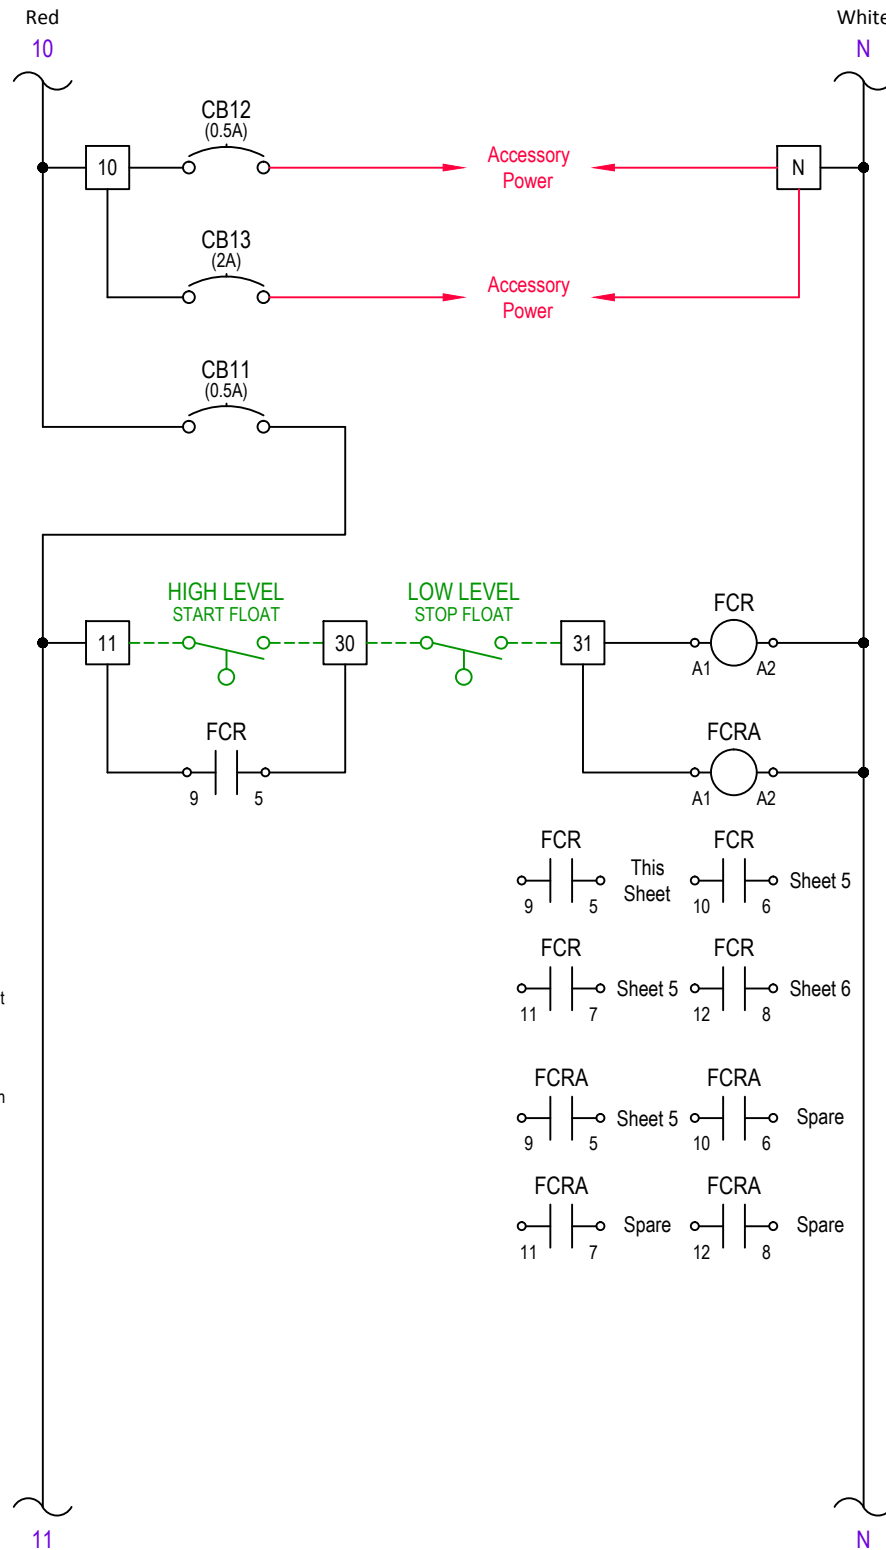 Red
White
10
N
CB12
(0.5A)
10
Accessory
Power
N
CB13
(2A)
Accessory
Power
CB11
(0.5A)
HIGH LEVEL
START FLOAT
LOW LEVEL
STOP FLOAT
FCR
11
30
31
A1
A2
FCR
9
5
FCRA
A1
A2
FCR
9
5
This
Sheet
FCR
10
6
Sheet 5
FCR
11
7
Sheet 5
FCR
12
8
Sheet 6
t
n
FCRA
9
5
Sheet 5
FCRA
10
6
Spare
FCRA
11
7
Spare
FCRA
12
8
Spare
11
N